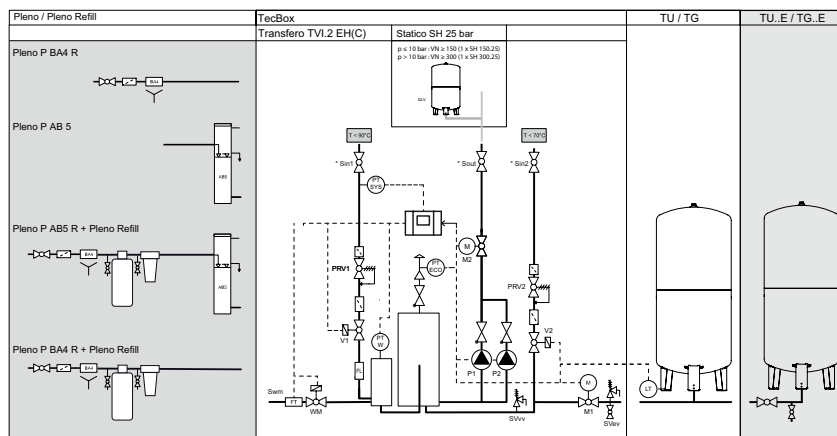 Pleno / Pleno Refill
TecBox
TU / TG
TU..E / TG..E
Transfero TVI.2 EH(C)
Statico SH 25 bar
p ≤ 10 bar : VN ≥ 150 (1 x SH 150.25)
p > 10 bar : VN ≥ 300 (1 x SH 300.25)
DLV
Pleno P BA4 R
BA4
Pleno P AB 5
AB5
Pleno P AB5 R + Pleno Refill
BA4
AB5
Pleno P BA4 R + Pleno Refill
BA4
T < 90°C
T < 70°C
* Sin1
* Sout
* Sin2
PT
SYS
M
M2
PT
ECO
PRV1
PRV2
V1
V2
PT
W
FL
P1
P2
Swm
FT
WM
SVvv
M
M1
SVev
LT